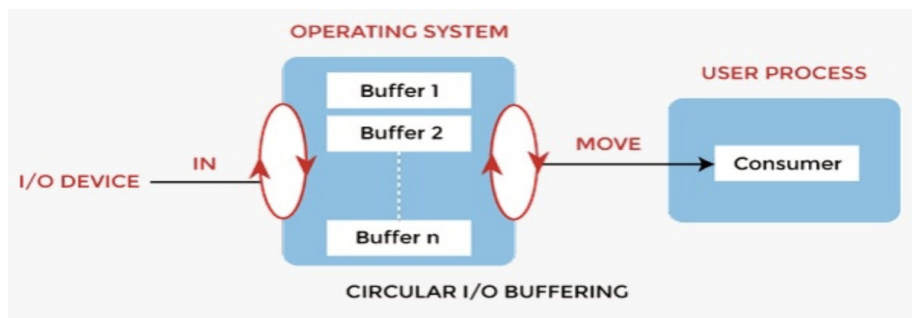 OPERATING SYSTEM
Buffer 1
Buffer 2
Buffer n
I/O DEVICE
IN
MOVE
USER PROCESS
Consumer
CIRCULAR I/O BUFFERING